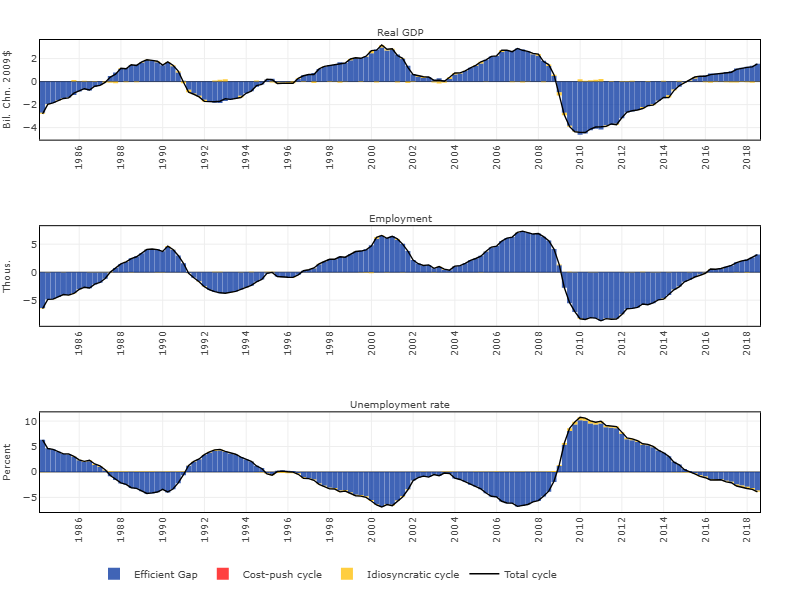 Real GDP
Bil. Chn. 2009$
2
0
−2
−4
1986 1988 1990 1992 1994 1996 1998 2000 2002 2004 2006 2008 2010 2012 2014 2016 2018
Employment
Thous.
5
0
−5
1986 1988 1990 1992 1994 1996 1998 2000 2002 2004 2006 2008 2010 2012 2014 2016 2018
Unemployment rate
Percent
10
5
0
−5
1986 1988 1990 1992 1994 1996 1998 2000 2002 2004 2006 2008 2010 2012 2014 2016 2018
Efficient Gap Cost-push cycle Idiosyncratic cycle Total cycle